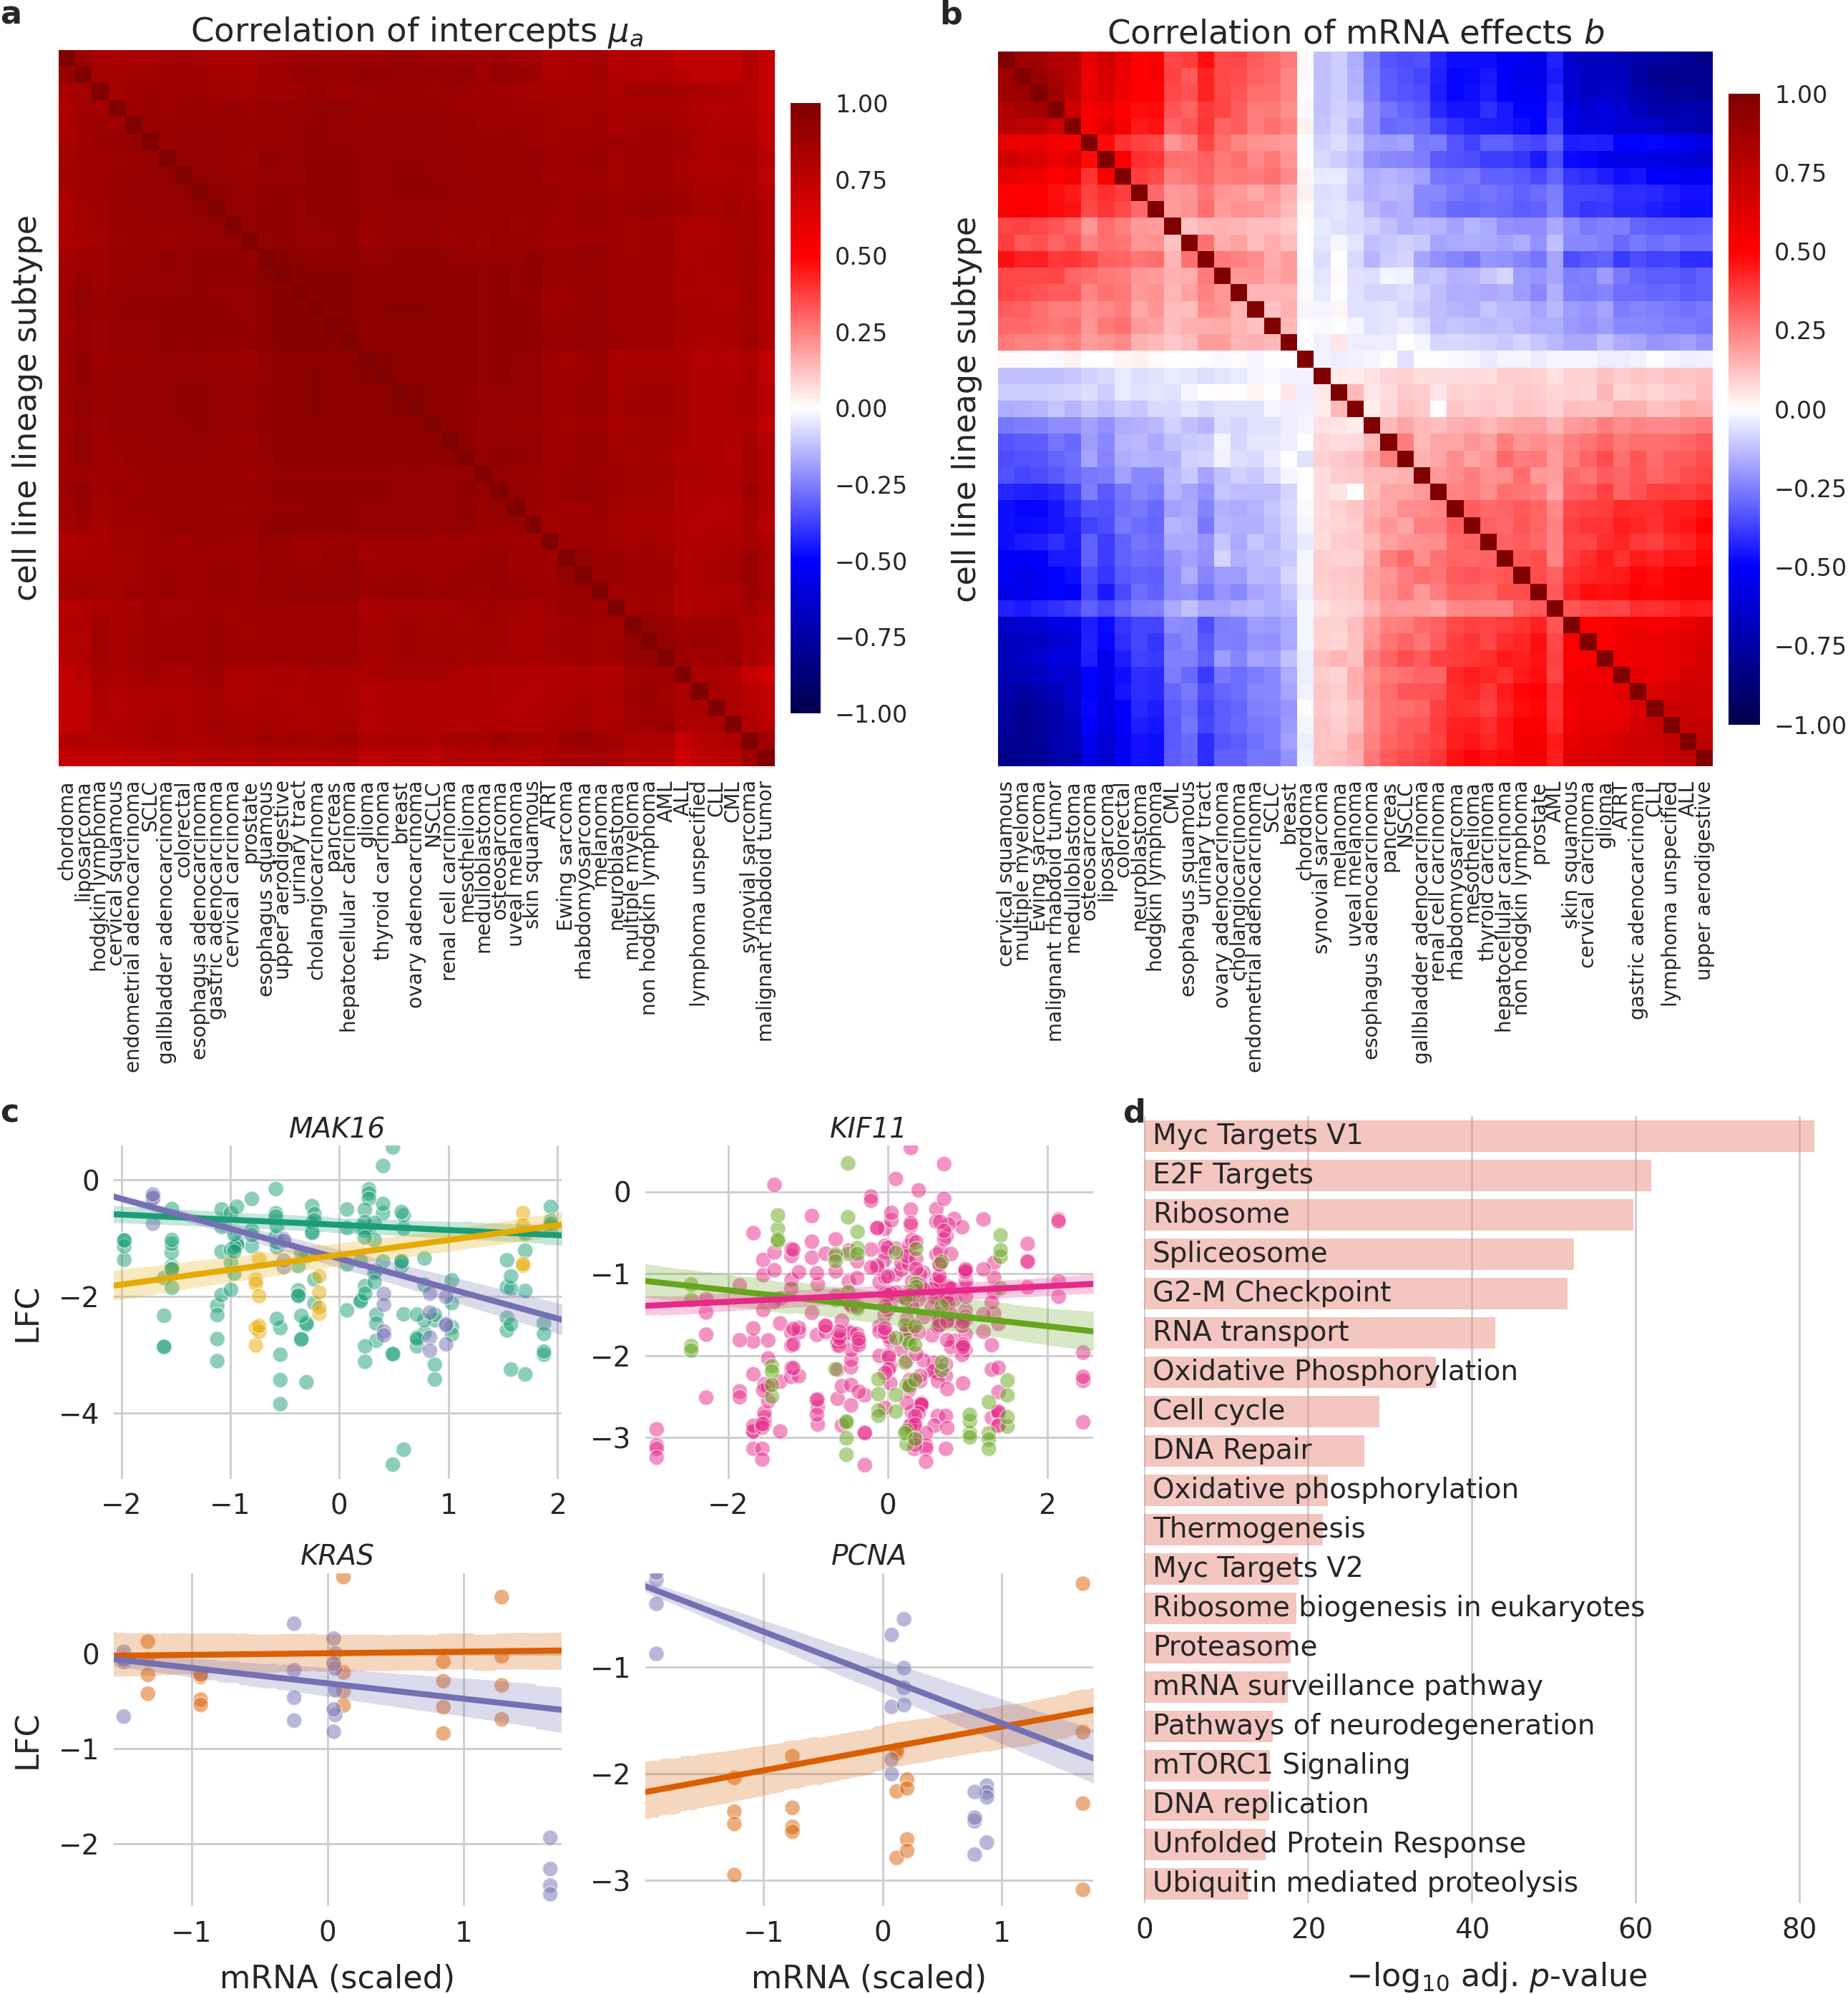 a
Correlation of intercepts μa
cell line lineage subtype
1.00
0.75
0.50
0.25
0.00
−0.25
−0.50
−0.75
−1.00
chordoma
liposarcoma
hodgkin lymphoma
cervical squamous
endometrial adenocarcinoma
SCLC
gallbladder adenocarcinoma
colorectal
esophagus adenocarcinoma
gastric adenocarcinoma
cervical carcinoma
prostate
esophagus squamous
upper aerodigestive
urinary tract
cholangiocarcinoma
pancreas
hepatocellular carcinoma
glioma
thyroid carcinoma
breast
ovary adenocarcinoma
NSCLC
renal cell carcinoma
mesothelioma
medulloblastoma
osteosarcoma
uveal melanoma
skin squamous
ATRT
Ewing sarcoma
rhabdomyosarcoma
melanoma
neuroblastoma
multiple myeloma
non hodgkin lymphoma
AML
ALL
lymphoma unspecified
CLL
CML
synovial sarcoma
malignant rhabdoid tumor
b
Correlation of mRNA effects b
cell line lineage subtype
1.00
0.75
0.50
0.25
0.00
−0.25
−0.50
−0.75
−1.00
cervical squamous
multiple myeloma
Ewing sarcoma
malignant rhabdoid tumor
medulloblastoma
osteosarcoma
liposarcoma
colorectal
neuroblastoma
hodgkin lymphoma
CML
esophagus squamous
urinary tract
ovary adenocarcinoma
cholangiocarcinoma
endometrial adenocarcinoma
SCLC
breast
chordoma
synovial sarcoma
melanoma
uveal melanoma
esophagus adenocarcinoma
pancreas
NSCLC
gallbladder adenocarcinoma
renal cell carcinoma
rhabdomyosarcoma
mesothelioma
thyroid carcinoma
hepatocellular carcinoma
non hodgkin lymphoma
prostate
AML
skin squamous
cervical carcinoma
glioma
ATRT
gastric adenocarcinoma
CLL
lymphoma unspecified
ALL
upper aerodigestive
c
MAK16
LFC
0
−2
−4
−2
−1
0
1
2
KIF11
0
−1
−2
−3
−2
0
2
KRAS
LFC
0
−1
−2
−1
0
1
mRNA (scaled)
PCNA
−1
−2
−3
−1
0
1
mRNA (scaled)
d
Myc Targets V1
E2F Targets
Ribosome
Spliceosome
G2-M Checkpoint
RNA transport
Oxidative Phosphorylation
Cell cycle
DNA Repair
Oxidative phosphorylation
Thermogenesis
Myc Targets V2
Ribosome biogenesis in eukaryotes
Proteasome
mRNA surveillance pathway
Pathways of neurodegeneration
mTORC1 Signaling
DNA replication
Unfolded Protein Response
Ubiquitin mediated proteolysis
0
20
40
60
80
−log10 adj. p-value